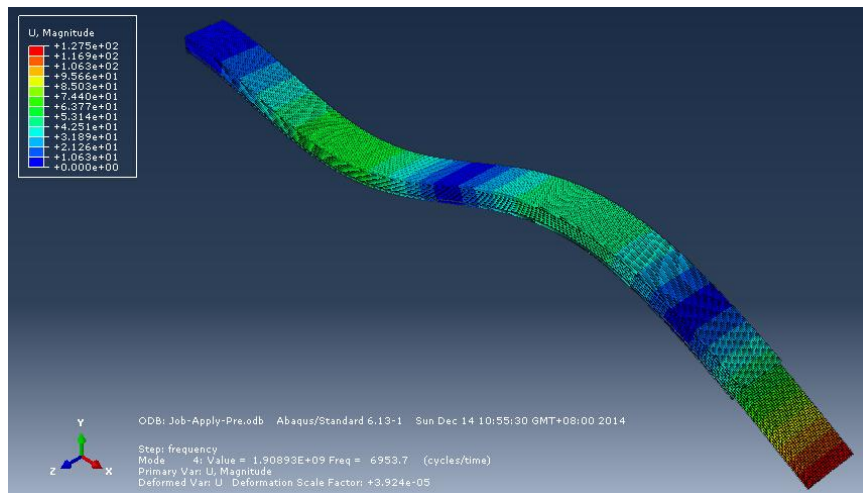 U, Magnitude
+1.275e+02
+1.169e+02
+1.063e+02
+9.566e+01
+8.503e+01
+7.440e+01
+6.377e+01
+5.314e+01
+4.251e+01
+3.189e+01
+2.126e+01
+1.063e+01
+0.000e+00
ODB: Job-Apply-Pre.odb Abaqus/Standard 6.13-1 Sun Dec 14 10:55:30 GMT+08:00 2014
Y
Z
X
Step: frequency
Mode 4: Value = 1.90893E+09 Freq = 6953.7 (cycles/time)
Primary Var: U, Magnitude
Deformed Var: U Deformation Scale Factor: +3.924e-05